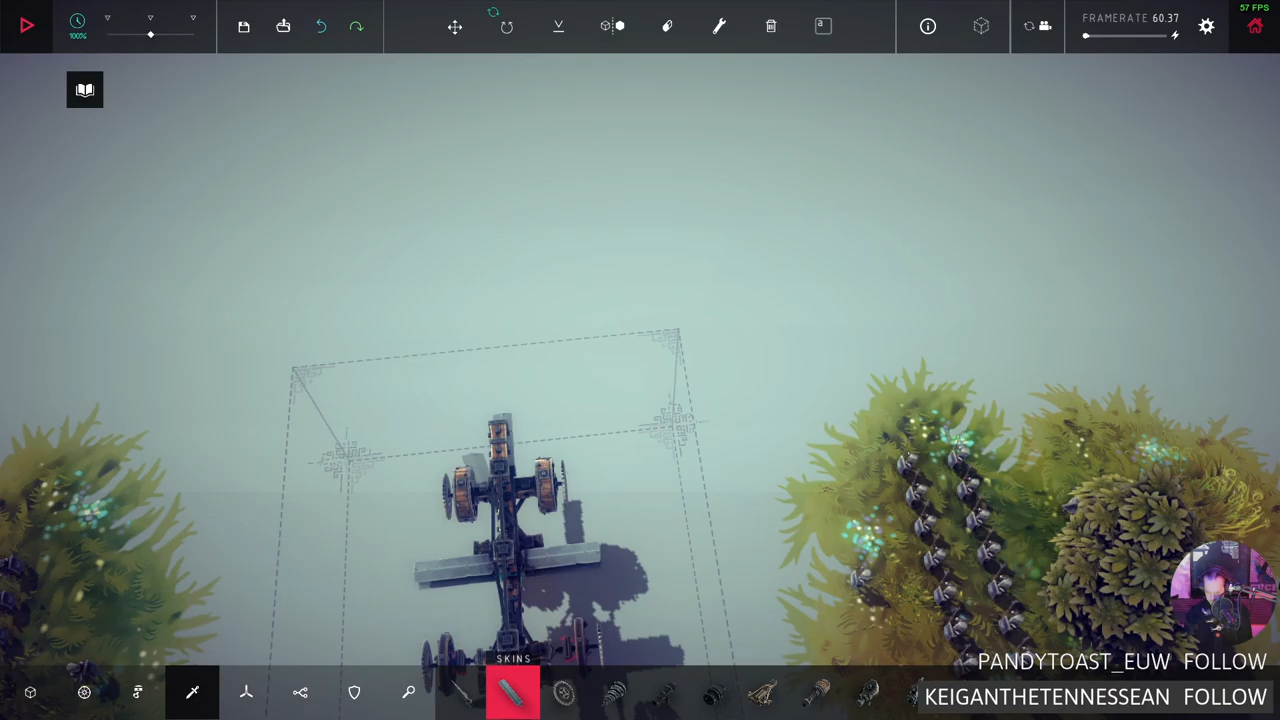 57 FPS
100%
a
FRAMERATE 60.37
SKINS
PANDYTOAST_EUW FOLLOW
KEIGANTHETENNESSEAN FOLLOW